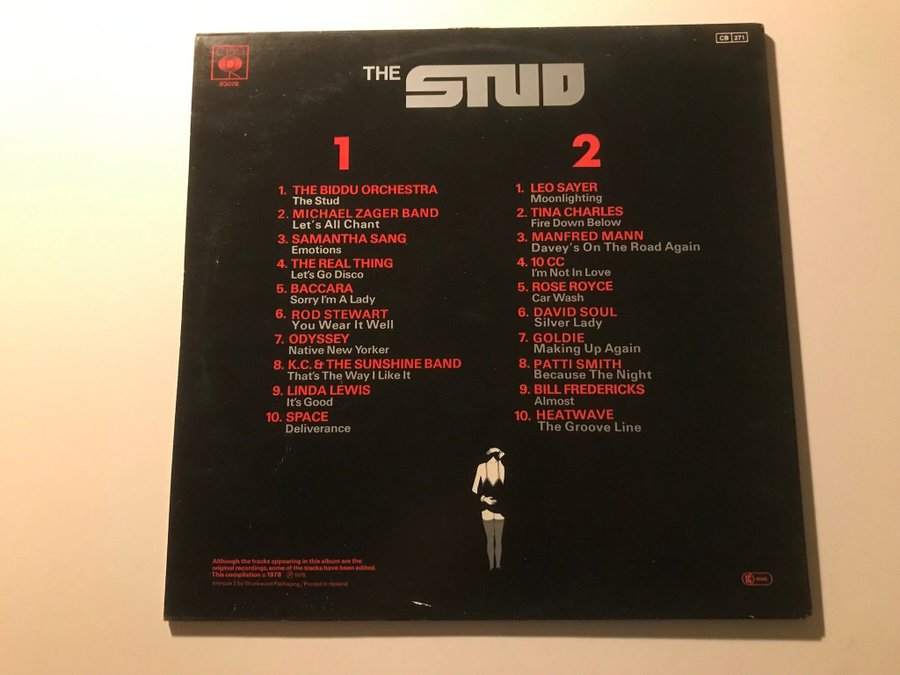 CBS
83078
CB 271
THE STUD
1
1. THE BIDDU ORCHESTRA
The Stud
2. MICHAEL ZAGER BAND
Let's All Chant
3. SAMANTHA SANG
Emotions
4. THE REAL THING
Let's Go Disco
5. BACCARA
Sorry I'm A Lady
6. ROD STEWART
You Wear It Well
7. ODYSSEY
Native New Yorker
8. K.C. & THE SUNSHINE BAND
That's The Way I Like It
9. LINDA LEWIS
It's Good
10. SPACE
Deliverance
2
1. LEO SAYER
Moonlighting
2. TINA CHARLES
Fire Down Below
3. MANFRED MANN
Davey's On The Road Again
4. 10 CC
I'm Not In Love
5. ROSE ROYCE
Car Wash
6. DAVID SOUL
Silver Lady
7. GOLDIE
Making Up Again
8. PATTI SMITH
Because The Night
9. BILL FREDERICKS
Almost
10. HEATWAVE
The Groove Line
Although the tracks appearing in this album are the
original recordings, some of the tracks have been edited.
This compilation © 1978 ℗ 1978
by Shorewood Packaging / Printed in Holland